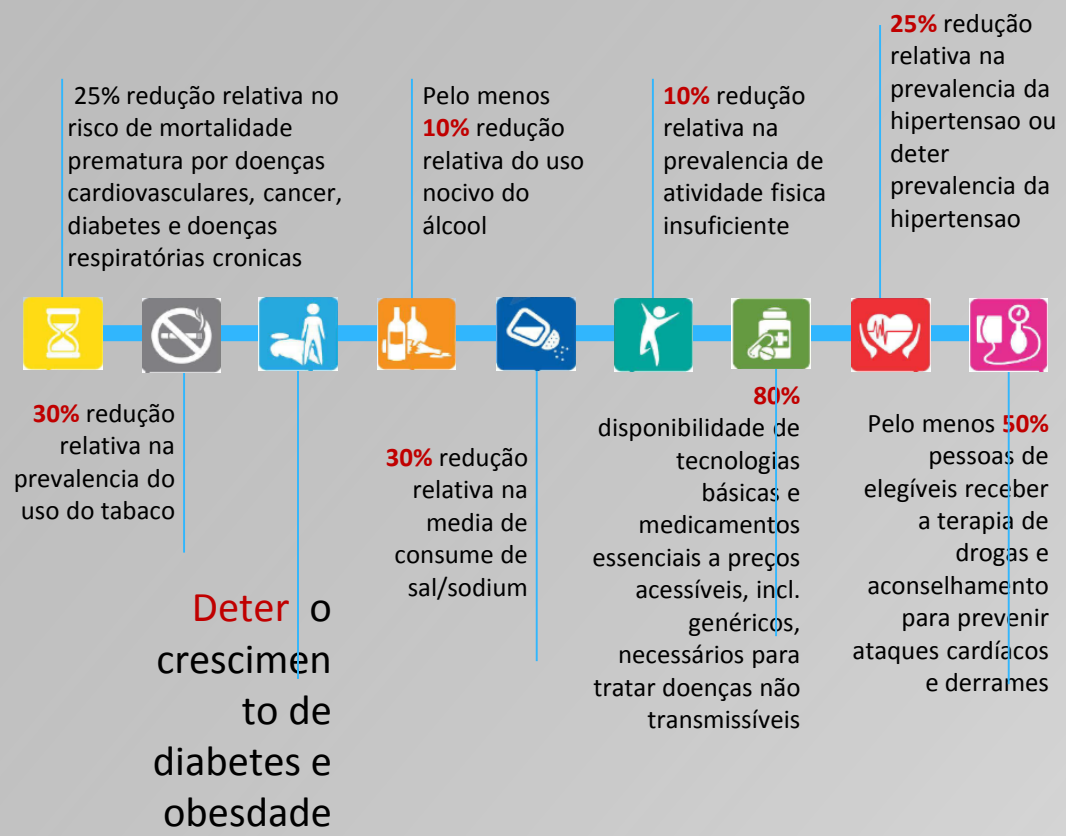 25% redução relativa no
risco de mortalidade
prematura por doenças
cardiovasculares, cancer,
diabetes e doenças
respiratórias cronicas
Pelo menos
10% redução
relativa do uso
nocivo do
álcool
10% redução
relativa na
prevalencia de
atividade fisica
insuficiente
25% redução
relativa na
prevalencia da
hipertensao ou
deter
prevalencia da
hipertensao
30% redução
relativa na
prevalencia do
uso do tabaco
Deter o
crescimen
to de
diabetes e
obesdade
30% redução
relativa na
media de
consume de
sal/sodium
80%
disponibilidade de
tecnologias
básicas e
medicamentos
essenciais a preços
acessíveis, incl.
genéricos,
necessários para
tratar doenças não
transmissíveis
Pelo menos 50%
pessoas de
elegíveis receber
a terapia de
drogas e
aconselhamento
para prevenir
ataques cardíacos
e derrames